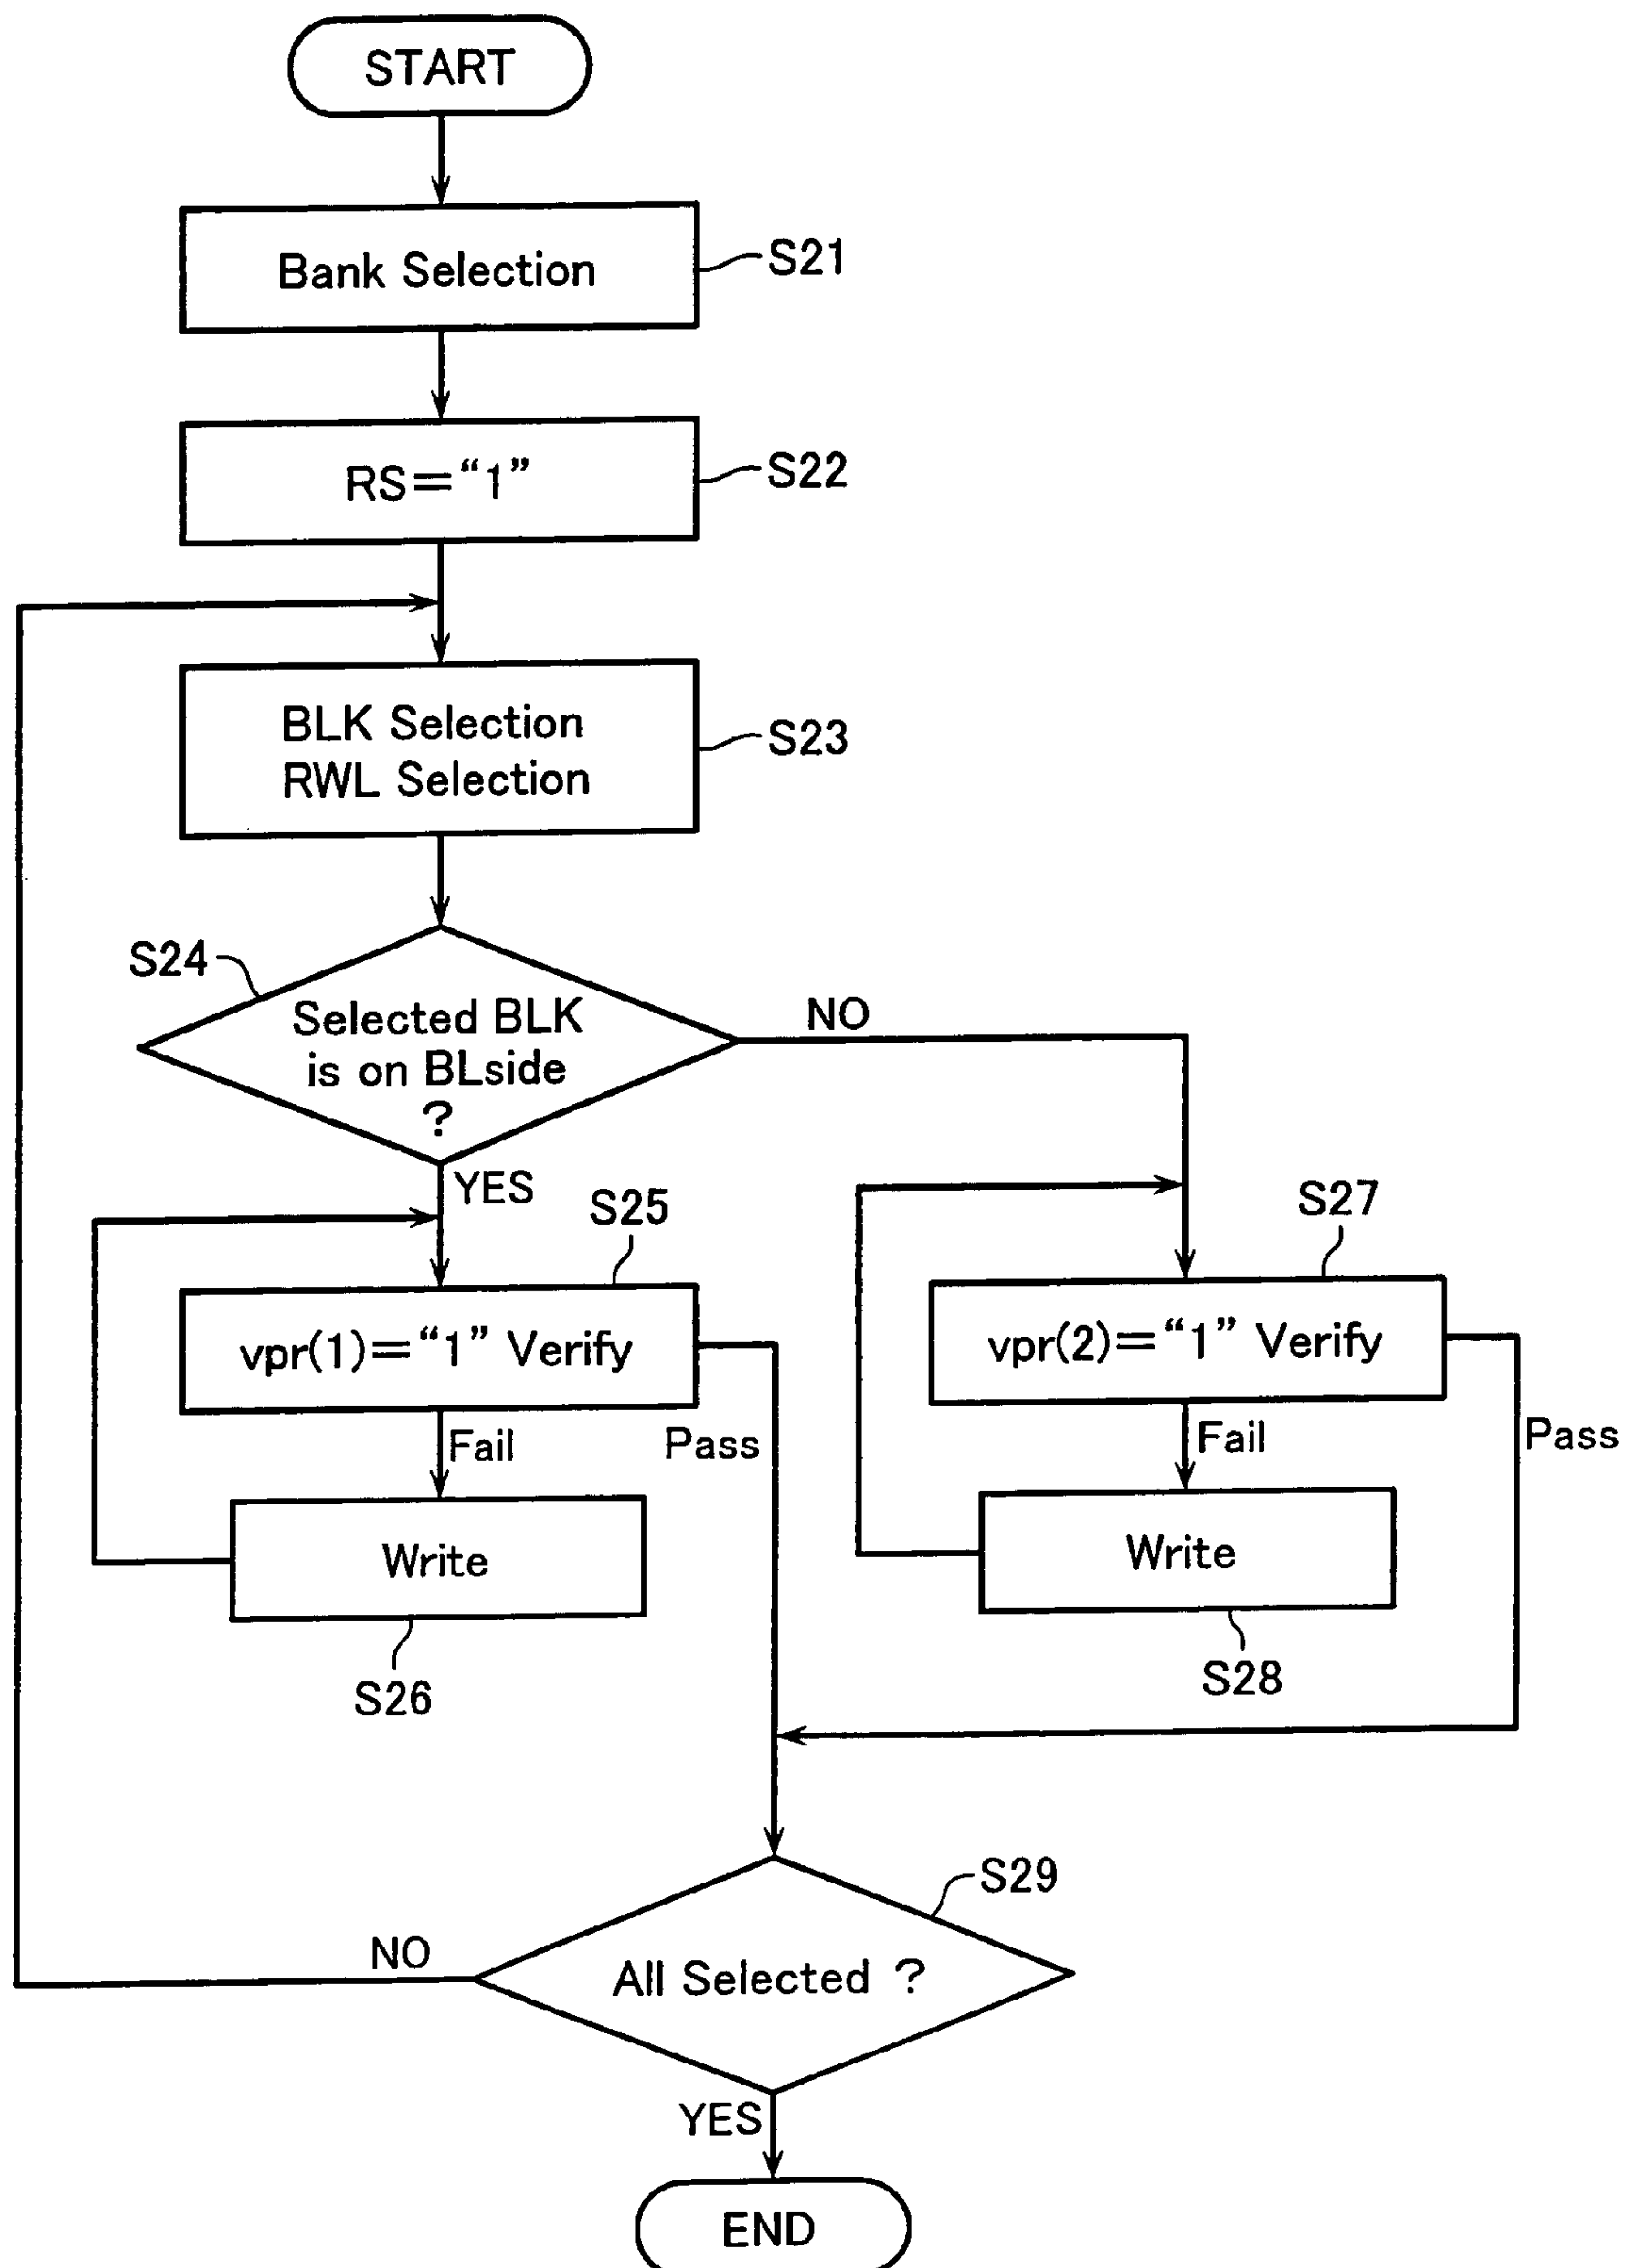 START
Bank Selection
S21
RS=“1”
S22
BLK Selection
RWL Selection
S23
S24
Selected BLK
is on BLside
?
NO
YES
S25
vpr(1)=“1” Verify
Fail
Pass
Write
S26
S27
vpr(2)=“1” Verify
Fail
Pass
Write
S28
S29
All Selected ?
NO
YES
END